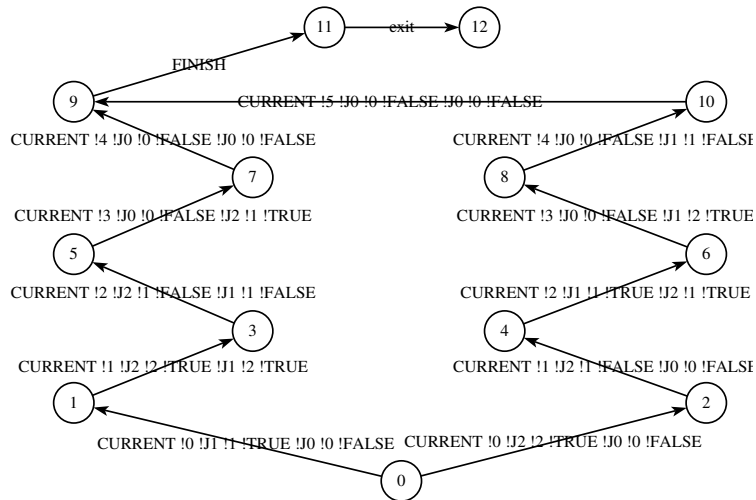 11
exit
12
FINISH
9
CURRENT !5 !J0 !0 !FALSE !J0 !0 !FALSE
10
CURRENT !4 !J0 !0 !FALSE !J0 !0 !FALSE
CURRENT !4 !J0 !0 !FALSE !J1 !1 !FALSE
7
8
CURRENT !3 !J0 !0 !FALSE !J2 !1 !TRUE
CURRENT !3 !J0 !0 !FALSE !J1 !2 !TRUE
5
6
CURRENT !2 !J2 !1 !FALSE !J1 !1 !FALSE
CURRENT !2 !J1 !1 !TRUE !J2 !1 !TRUE
3
4
CURRENT !1 !J2 !2 !TRUE !J1 !2 !TRUE
CURRENT !1 !J2 !1 !FALSE !J0 !0 !FALSE
1
2
CURRENT !0 !J1 !1 !TRUE !J0 !0 !FALSE
CURRENT !0 !J2 !2 !TRUE !J0 !0 !FALSE
0